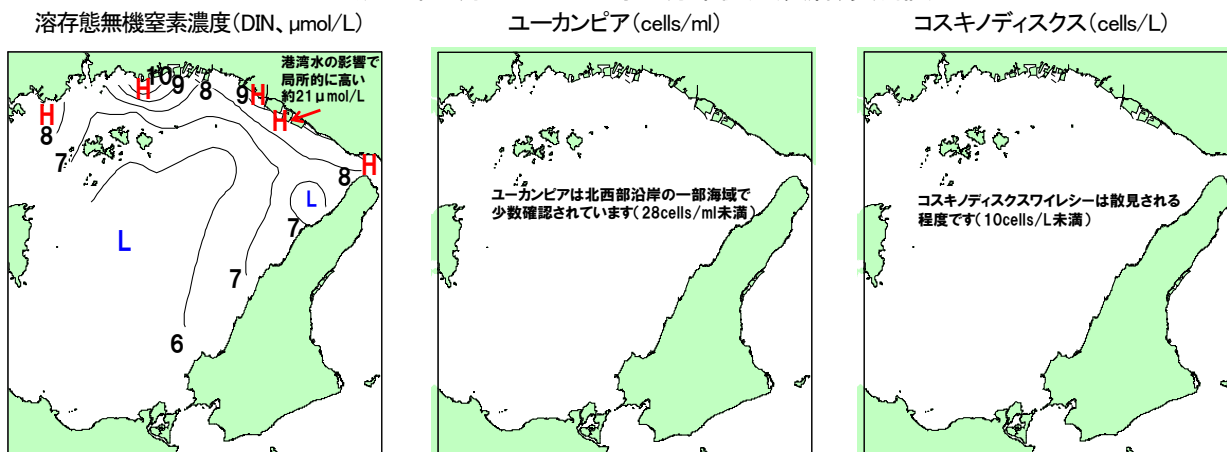 溶存態無機窒素濃度(DIN、μmol/L)
ユーカンピア(cells/ml)
コスキノディスクス(cells/L)
港湾水の影響で
局所的に高い
約21μmol/L
H
10
9
8
9
H
H
H
8
7
8
H
L
7
L
7
6
ユーカンピアは北西部沿岸の一部海域で
少数確認されています(28cells/ml未満)
コスキノディスクスワイレシーは散見される
程度です(10cells/L未満)